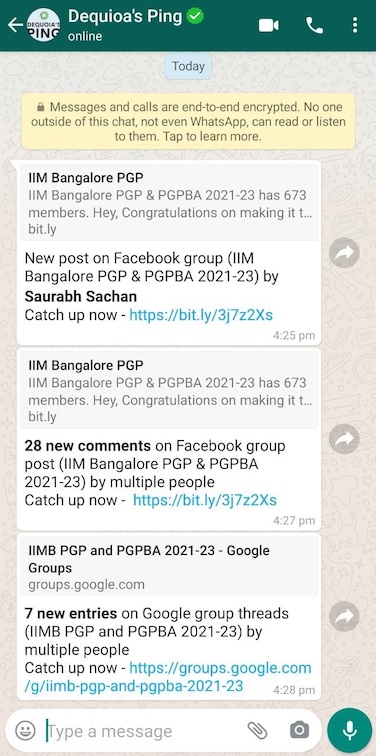 Dequioa's Ping
online
DEQUIOA'S
PING
Today
Messages and calls are end-to-end encrypted. No one
outside of this chat, not even WhatsApp, can read or listen
to them. Tap to learn more.
IIM Bangalore PGP
IIM Bangalore PGP & PGPBA 2021-23 has 673
members. Hey, Congratulations on making it t...
bit.ly
New post on Facebook group (IIM
Bangalore PGP & PGPBA 2021-23) by
Saurabh Sachan
Catch up now - https://bit.ly/3j7z2Xs
4:25 pm
IIM Bangalore PGP
IIM Bangalore PGP & PGPBA 2021-23 has 673
members. Hey, Congratulations on making it t...
bit.ly
28 new comments on Facebook group
post (IIM Bangalore PGP & PGPBA
2021-23) by multiple people
Catch up now -  https://bit.ly/3j7z2Xs
4:27 pm
IIMB PGP and PGPBA 2021-23 - Google
Groups
groups.google.com
7 new entries on Google group threads
(IIMB PGP and PGPBA 2021-23) by
multiple people
Catch up now - https://groups.google.com
/g/iimb-pgp-and-pgpba-2021-23
4:28 pm
Type a message